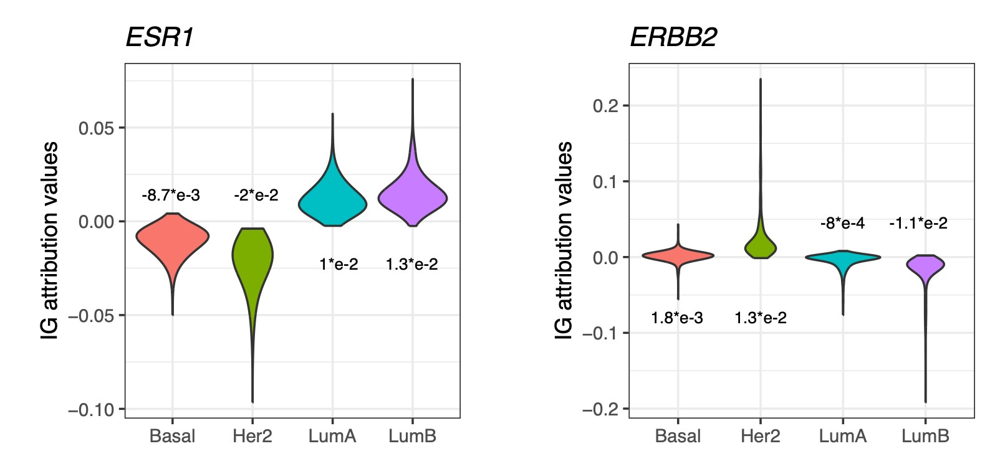 ESR1
IG attribution values
0.05
0.00
−0.05
−0.10
-8.7*e-3
-2*e-2
1*e-2
1.3*e-2
Basal
Her2
LumA
LumB
ERBB2
IG attribution values
0.2
0.1
0.0
−0.1
−0.2
1.8*e-3
1.3*e-2
-8*e-4
-1.1*e-2
Basal
Her2
LumA
LumB